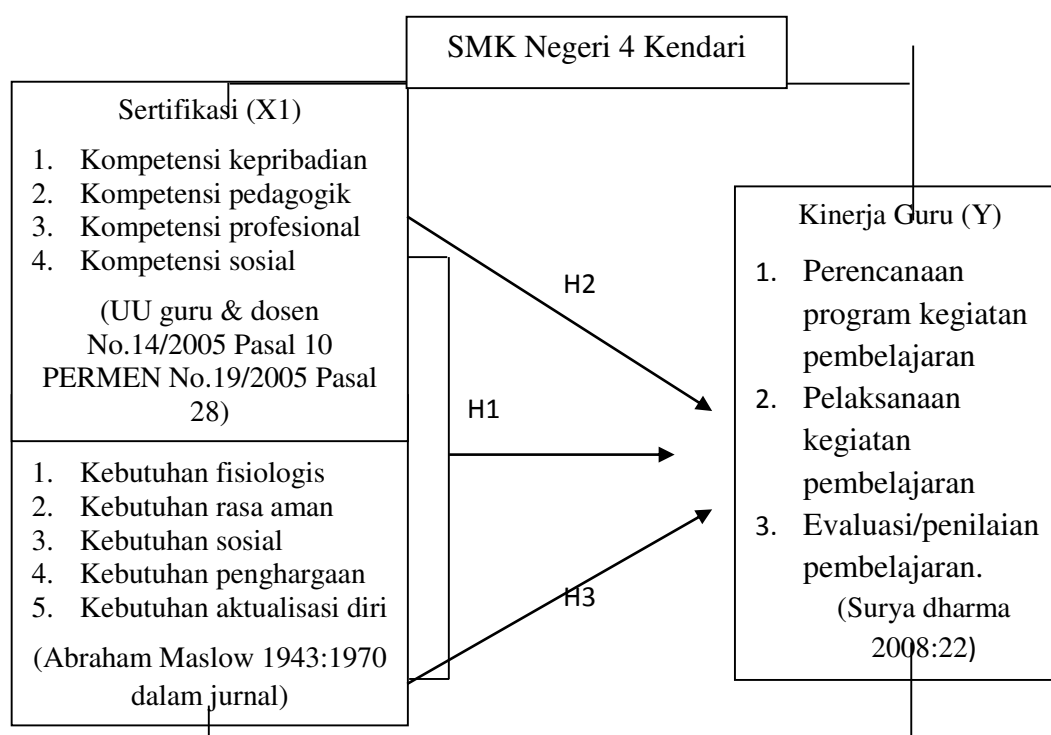 SMK Negeri 4 Kendari
Sertifikasi (X1)
1. Kompetensi kepribadian
2. Kompetensi pedagogik
3. Kompetensi profesional
4. Kompetensi sosial
(UU guru & dosen
No.14/2005 Pasal 10
PERMEN No.19/2005 Pasal
28)
1. Kebutuhan fisiologis
2. Kebutuhan rasa aman
3. Kebutuhan sosial
4. Kebutuhan penghargaan
5. Kebutuhan aktualisasi diri
(Abraham Maslow 1943:1970
dalam jurnal)
H2
H1
H3
Kinerja Guru (Y)
1. Perencanaan
program kegiatan
pembelajaran
2. Pelaksanaan
kegiatan
pembelajaran
3. Evaluasi/penilaian
pembelajaran.
(Surya dharma
2008:22)